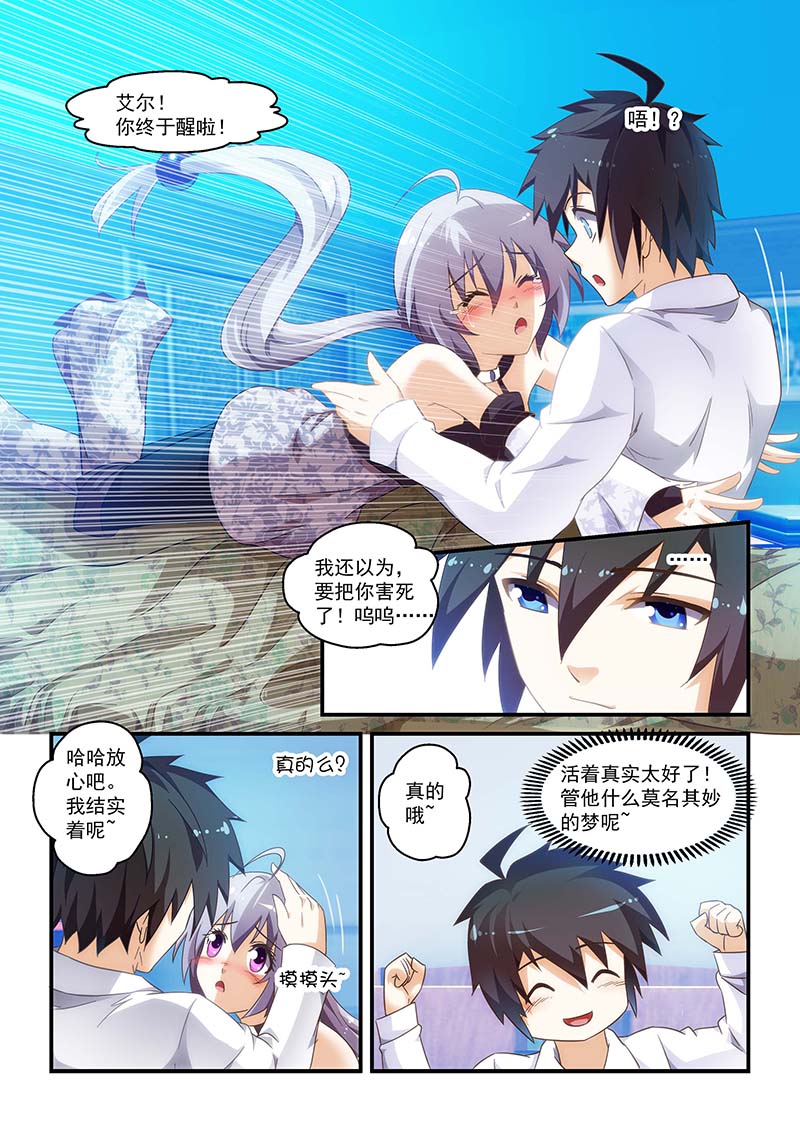 艾尔！
你终于醒啦！
唔！？
我还以为，
要把你害死
了！呜呜……
……
哈哈放
心吧。
我结实
着呢~
真的么？
摸摸头~
真的
哦~
活着真实太好了！
管他什么莫名其妙
的梦呢~